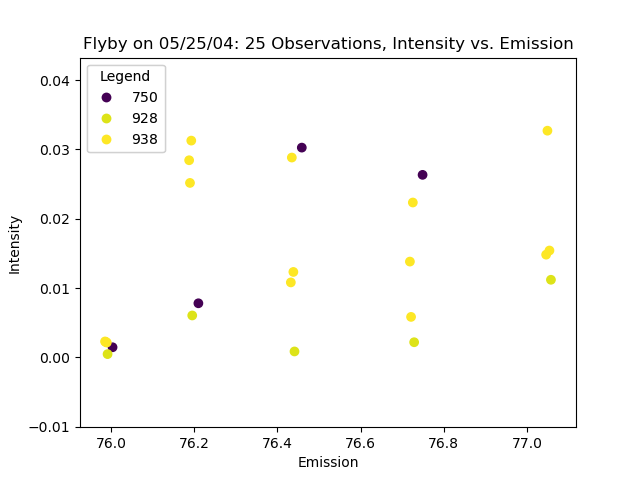 Flyby on 05/25/04: 25 Observations, Intensity vs. Emission
Legend
750
928
938
0.04
0.03
0.02
0.01
0.00
−0.01
Intensity
76.0 76.2 76.4 76.6 76.8 77.0
Emission